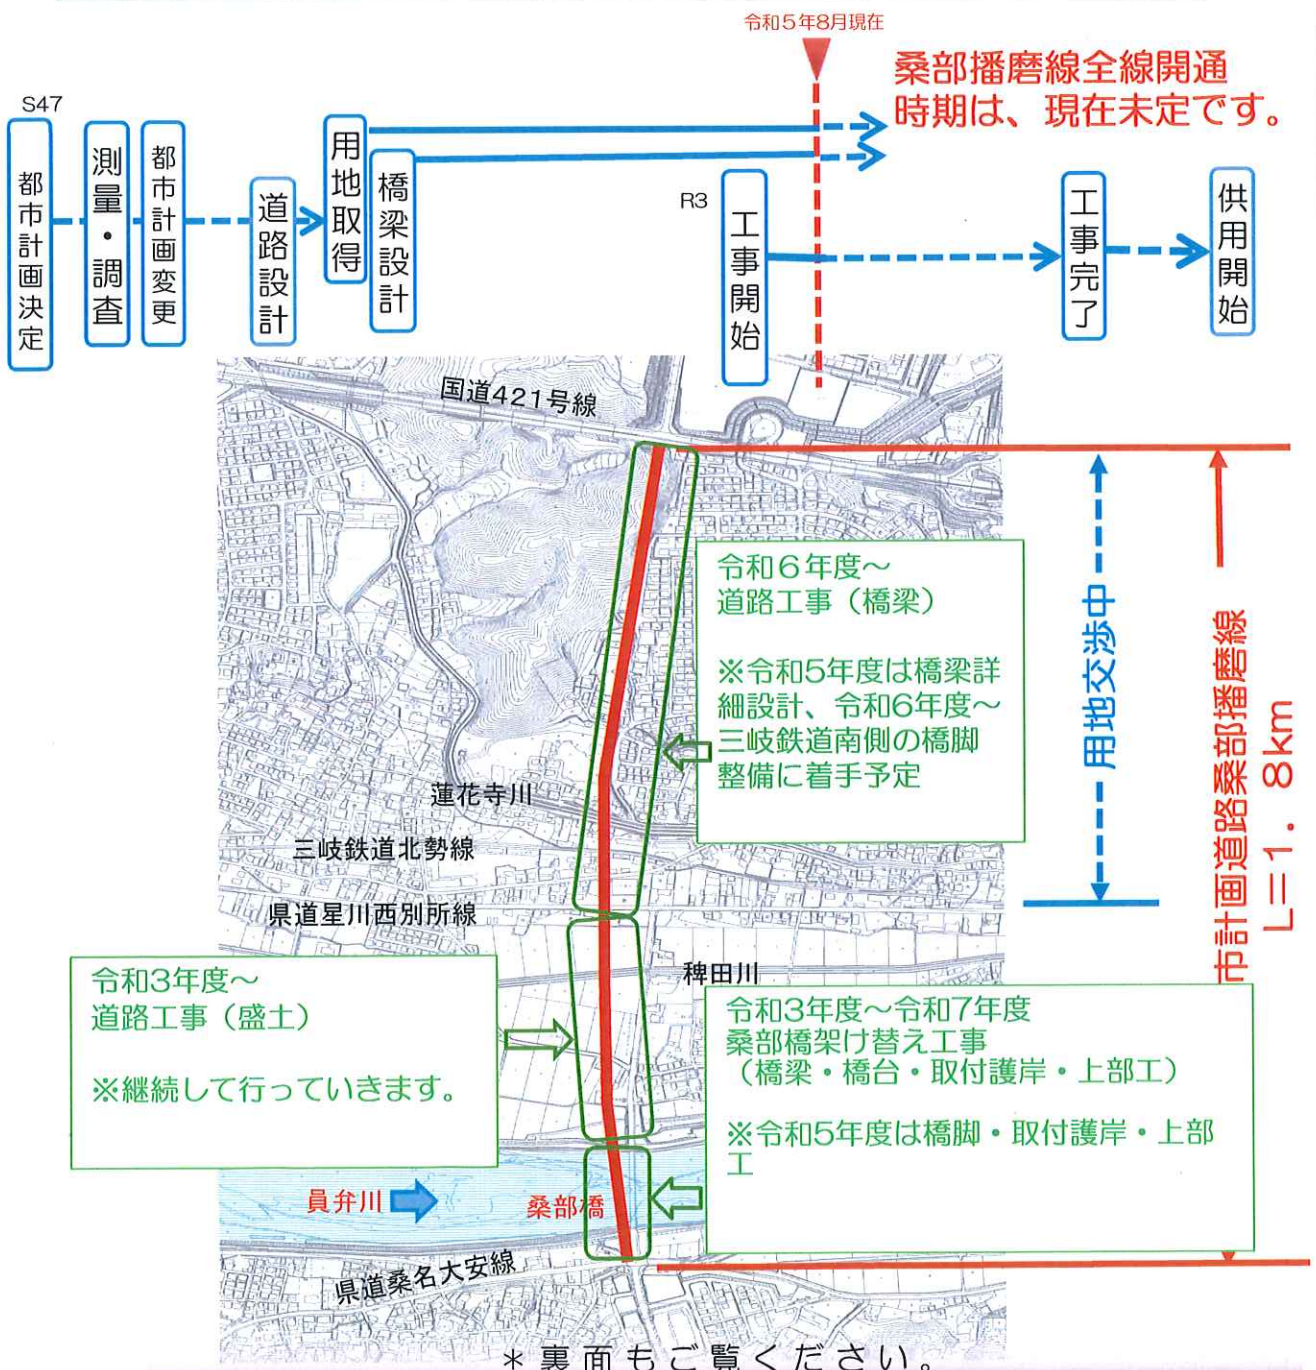 令和5年8月現在
桑部播磨線全線開通
時期は、現在未定です。
S47
都市計画決定
測量・調査
都市計画変更
道路設計
用地取得
橋梁設計
R3
工事開始
工事完了
供用開始
国道421号線
令和6年度～
道路工事（橋梁）
※令和5年度は橋梁詳
細設計、令和6年度～
三岐鉄道南側の橋脚
整備に着手予定
用地交渉中
市計画道路桑部播磨線
L＝1．8km
蓮花寺川
三岐鉄道北勢線
県道星川西別所線
稗田川
令和3年度～
道路工事（盛土）
※継続して行っていきます。
令和3年度～令和7年度
桑部橋架け替え工事
（橋梁・橋台・取付護岸・上部工）
※令和5年度は橋脚・取付護岸・上部
工
員弁川
桑部橋
県道桑名大安線
＊裏面もご覧ください。